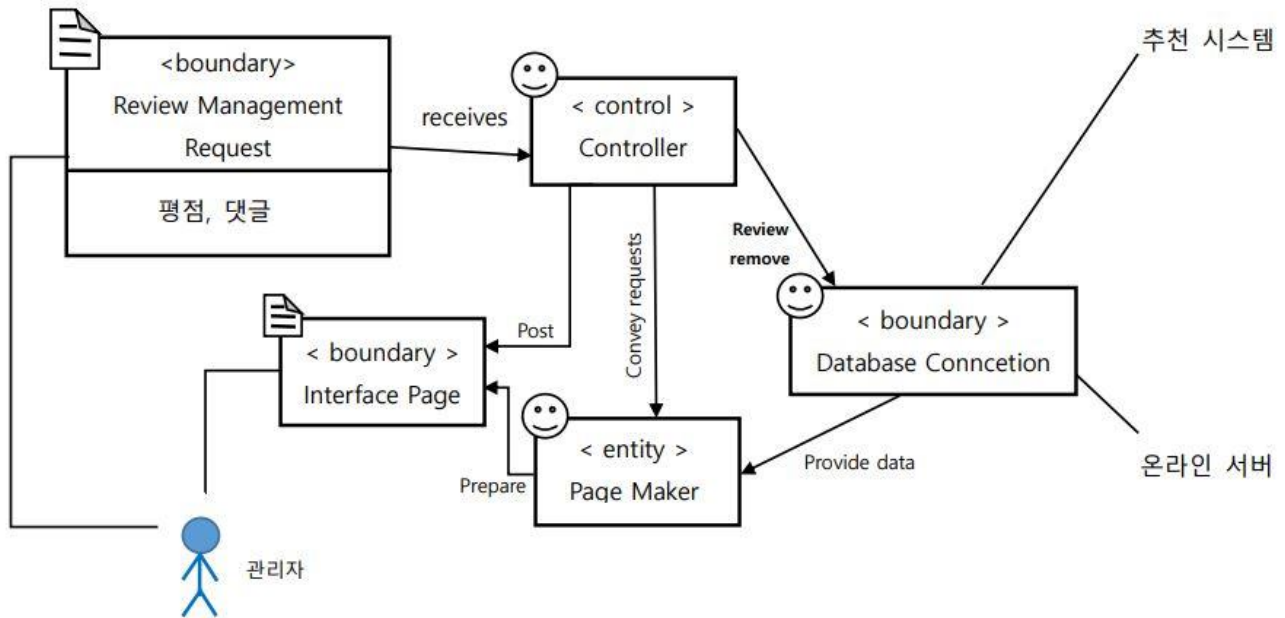 <boundary>
Review Management
Request
평점, 댓글
receives
< control >
Controller
추천 시스템
Review
remove
Convey requests
Post
< boundary >
Interface Page
< boundary >
Database Conncetion
< entity >
Page Maker
Prepare
Provide data
온라인 서버
관리자